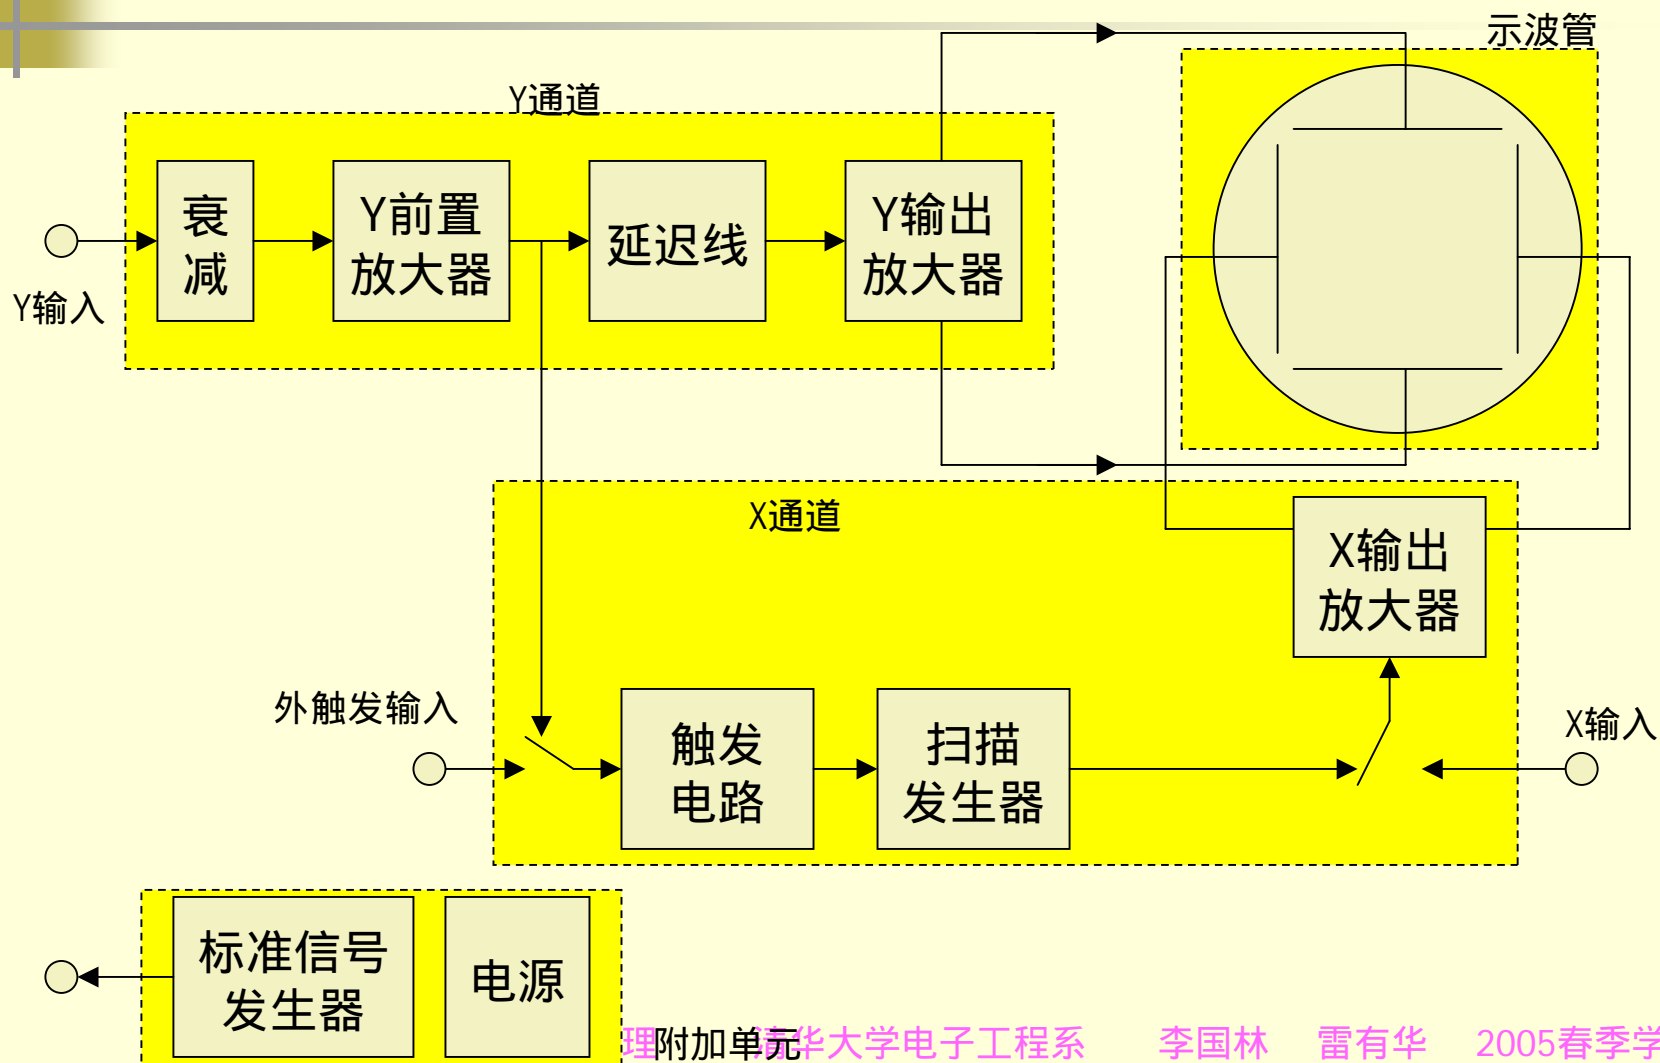 示波管
Y通道
衰
减
Y前置
放大器
延迟线
Y输出
放大器
Y输入
X通道
X输出
放大器
外触发输入
触发
电路
扫描
发生器
X输入
标准信号
发生器
电源
附加单元
理 清华大学电子工程系 李国林 雷有华 2005春季学